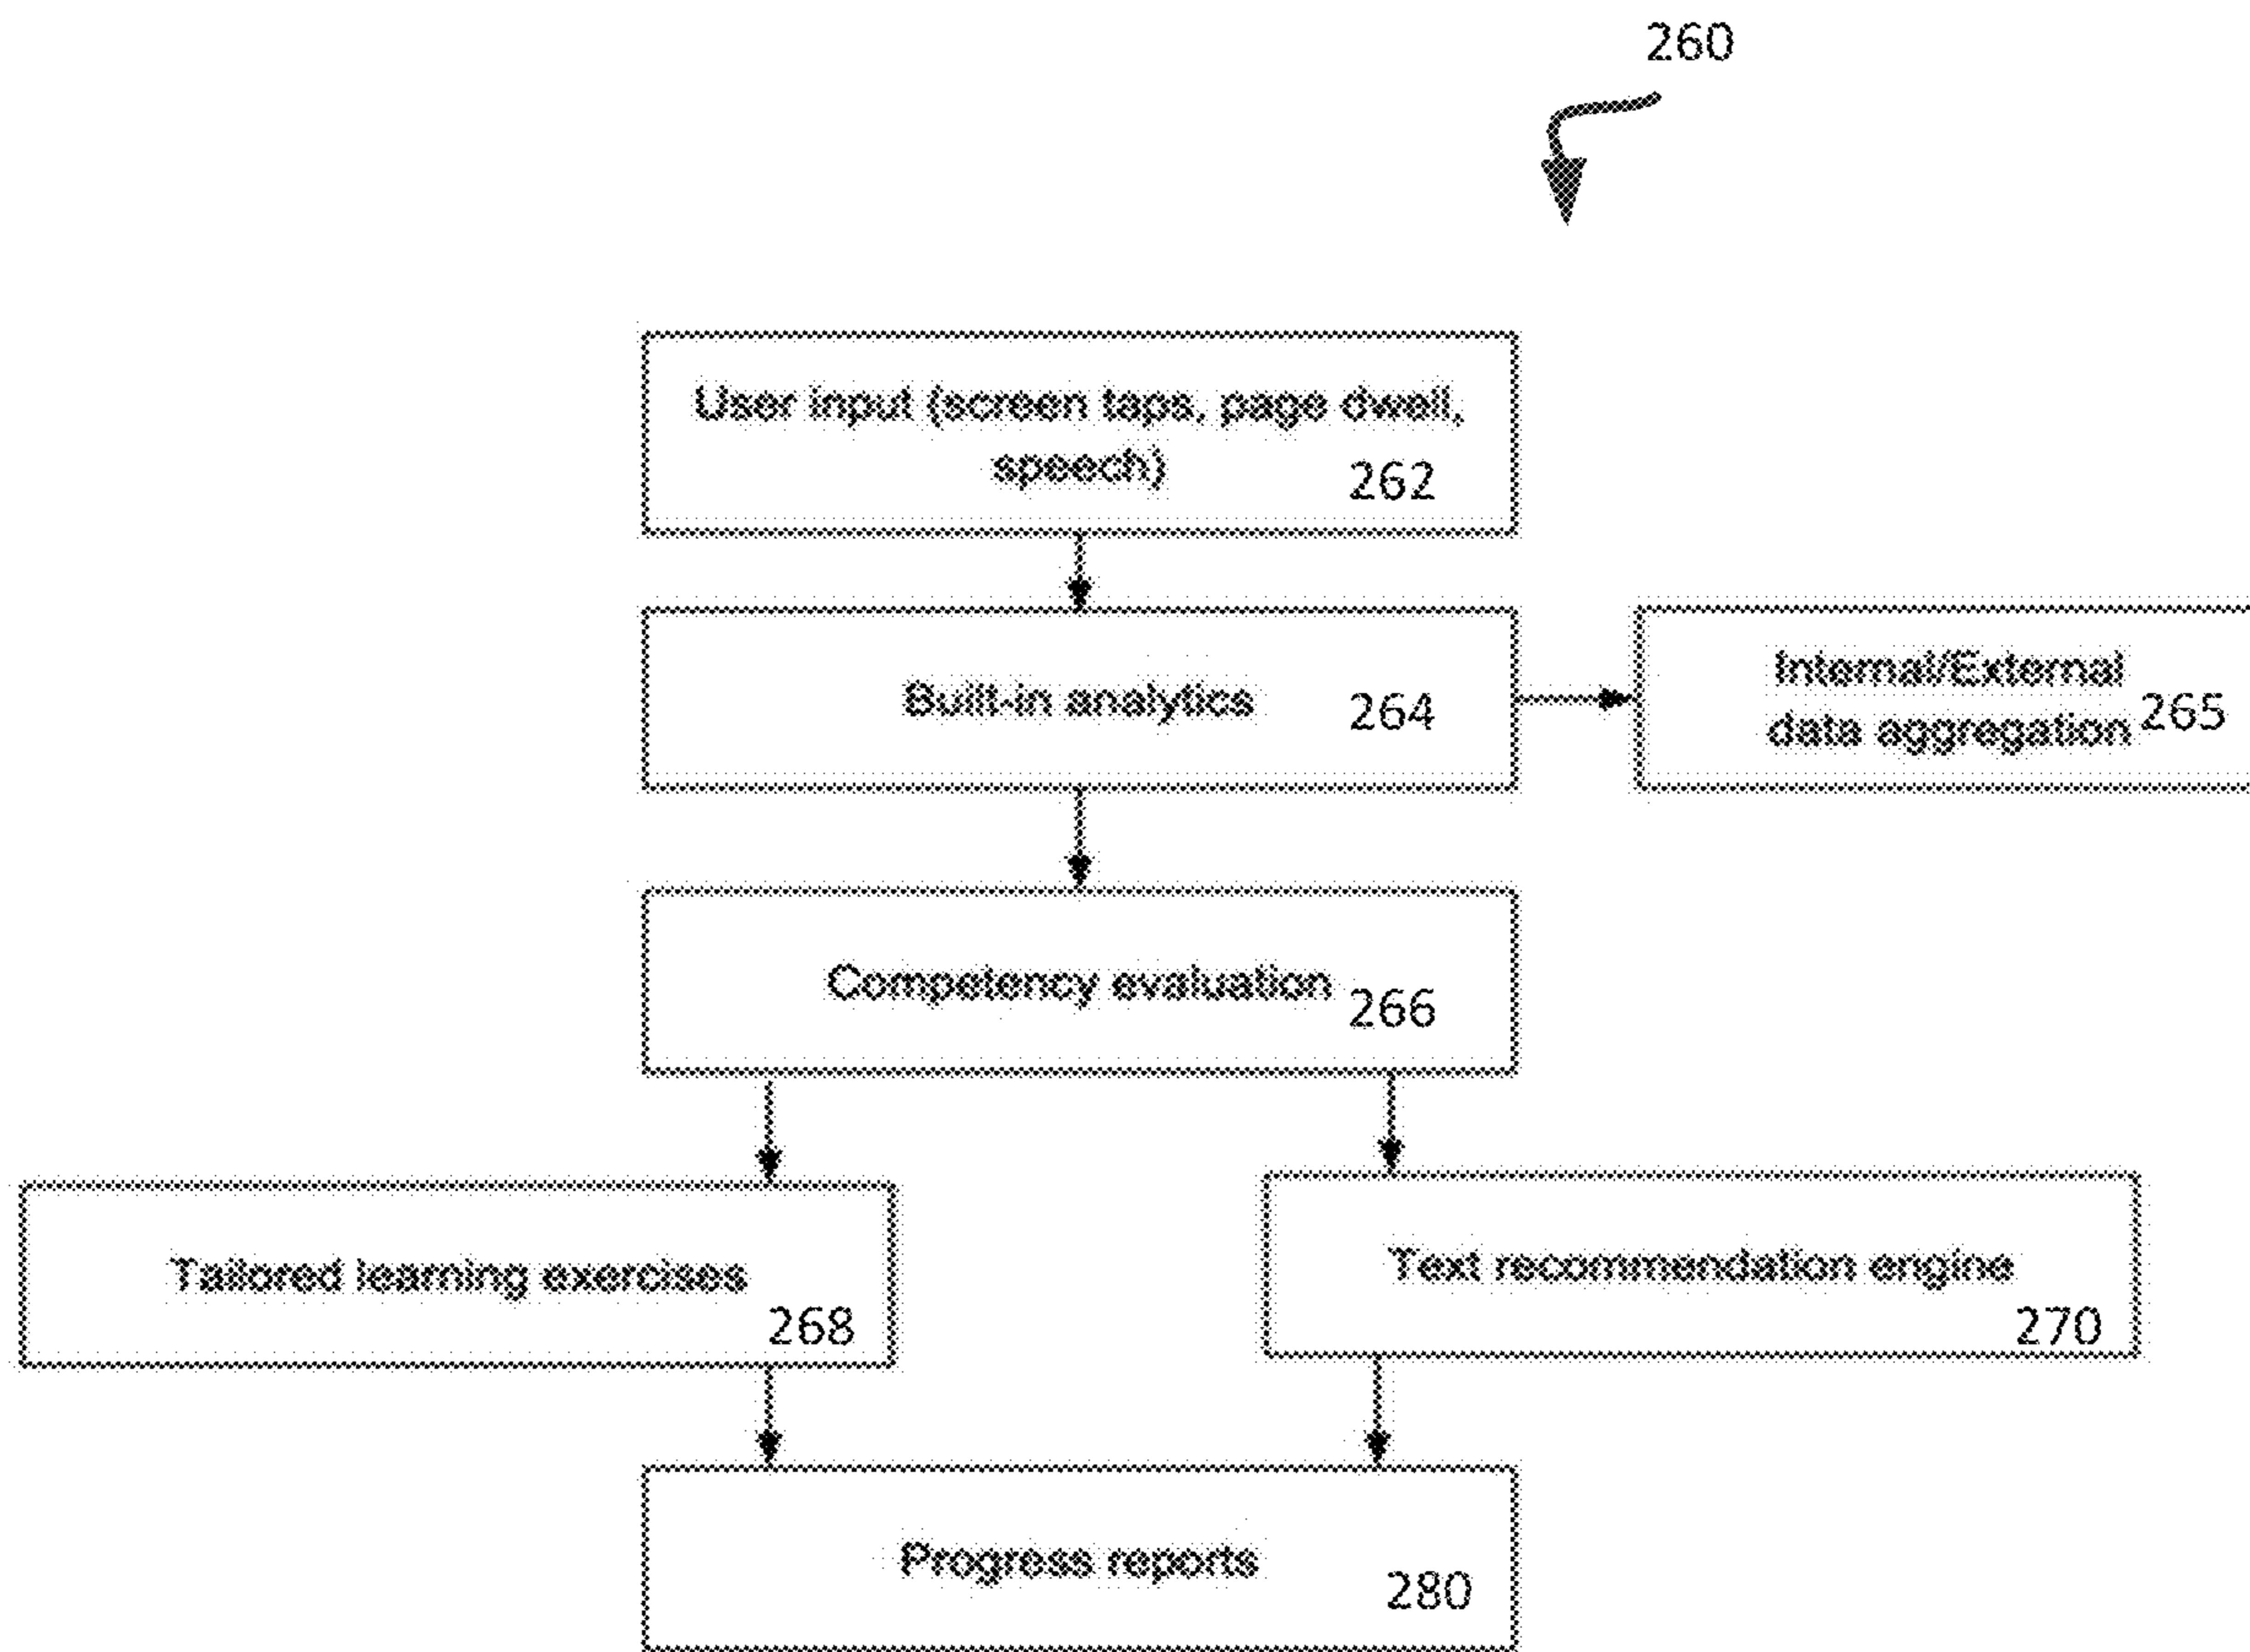 260
User input (screen taps, page dwell,
speech)
262
Built-in analytics
264
Internal/External
data aggregation
265
Competency evaluation
266
Tailored learning exercises
268
Text recommendation engine
270
Progress reports
280